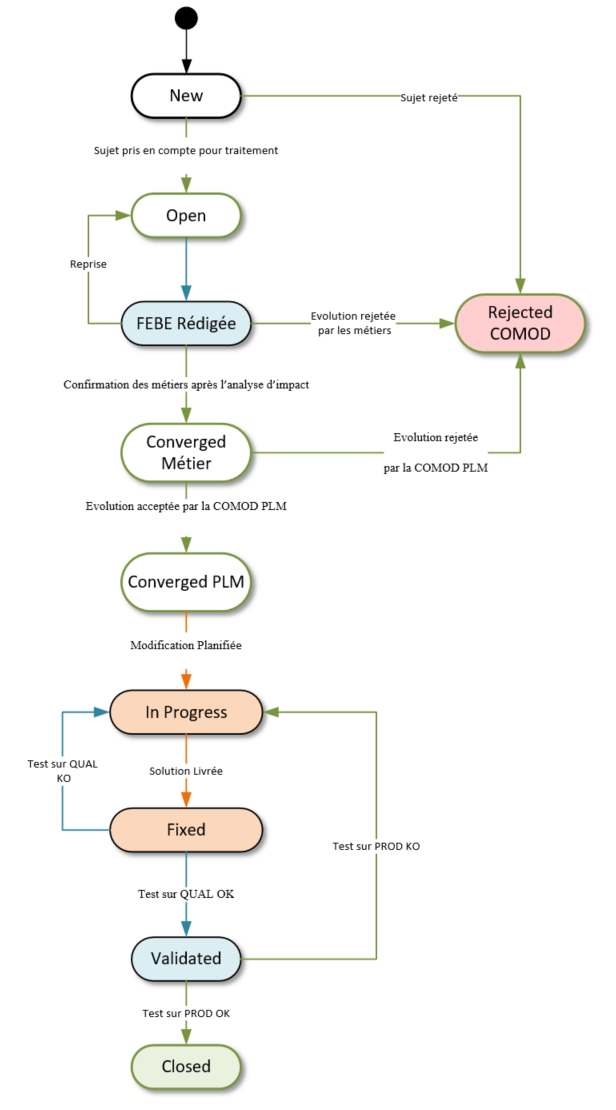 New
Sujet rejeté
Sujet pris en compte pour traitement
Open
Reprise
FEBE Rédigée
Evolution rejetée
par les métiers
Rejected
COMOD
Confirmation des métiers après l'analyse d'impact
Converged
Métier
Evolution rejetée
par la COMOD PLM
Evolution acceptée par la COMOD PLM
Converged PLM
Modification Planifiée
In Progress
Test sur QUAL
KO
Solution Livrée
Fixed
Test sur PROD KO
Test sur QUAL OK
Validated
Test sur PROD OK
Closed